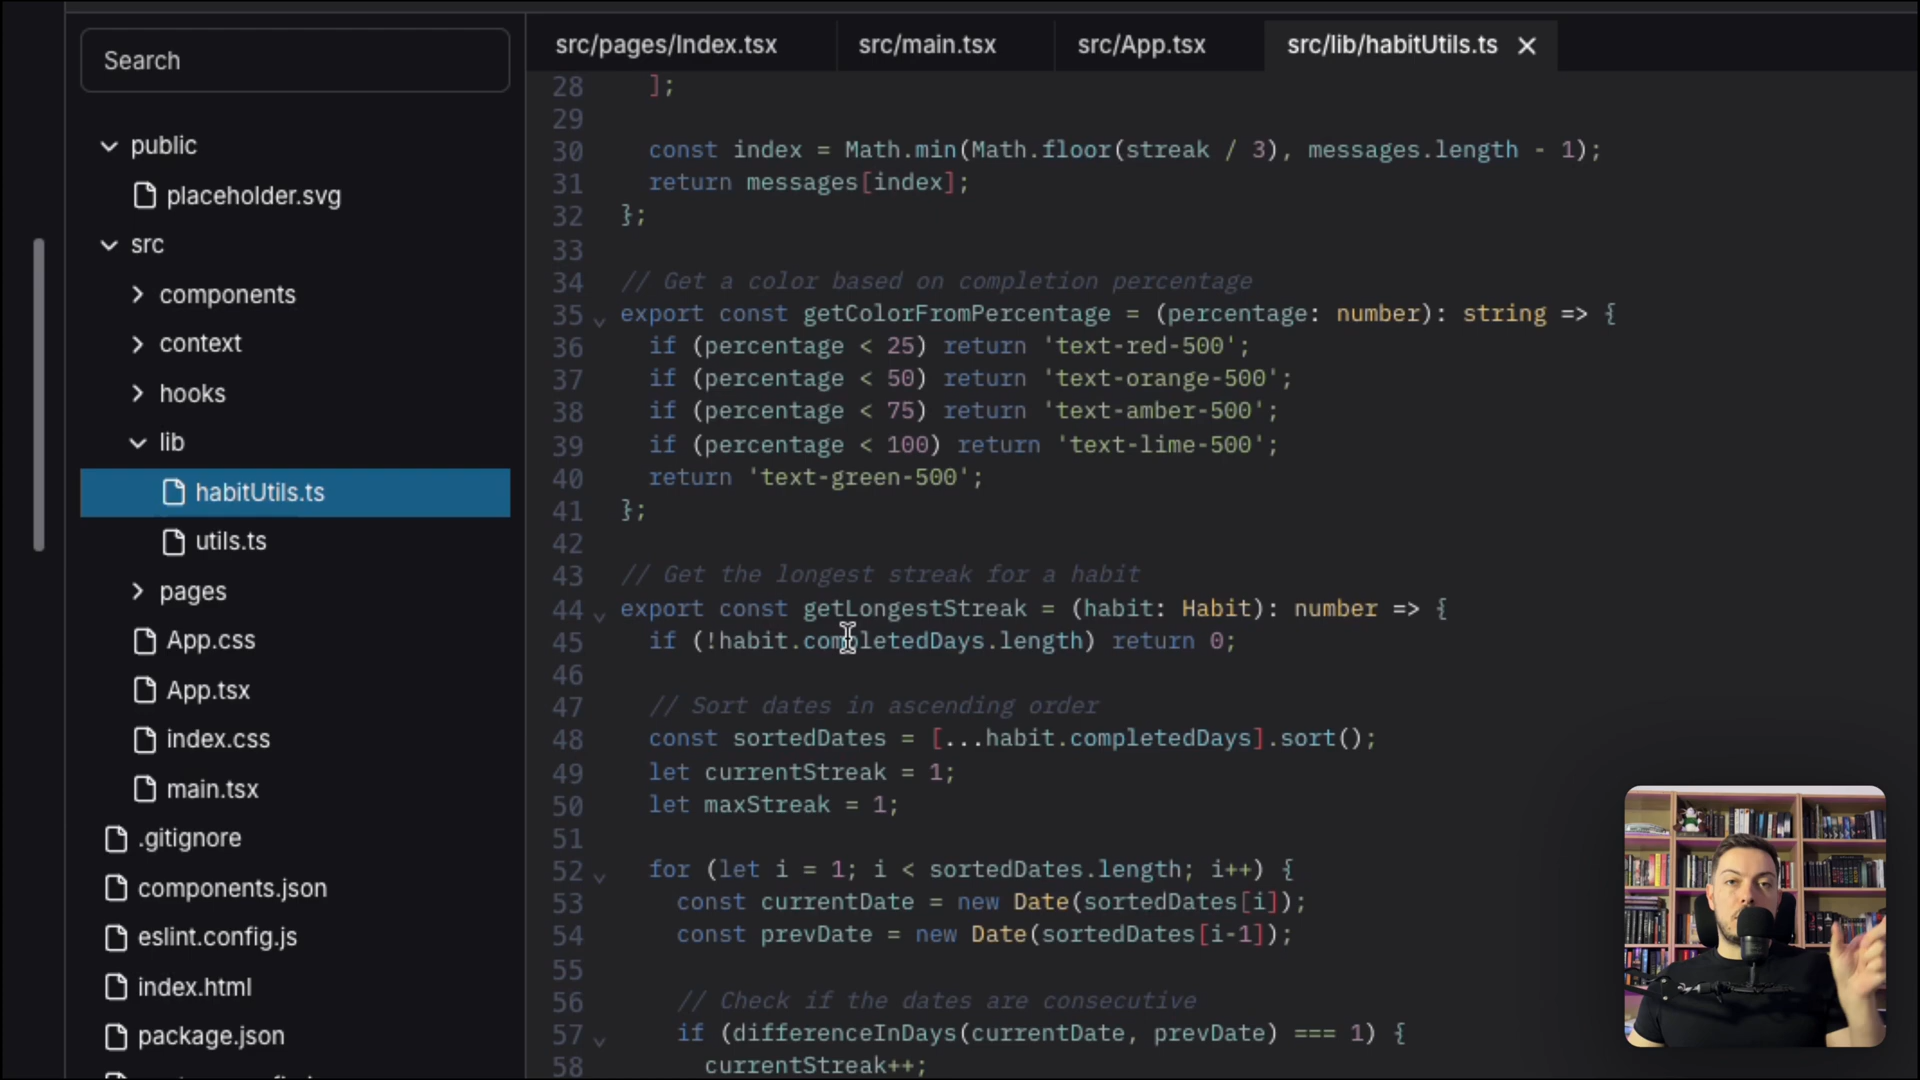 Search
public
placeholder.svg
src
components
context
hooks
lib
habitUtils.ts
utils.ts
pages
App.css
App.tsx
index.css
main.tsx
.gitignore
components.json
eslint.config.js
index.html
package.json
src/pages/Index.tsx src/main.tsx src/App.tsx src/lib/habitUtils.ts
28 ];
29
30 const index = Math.min(Math.floor(streak / 3), messages.length - 1);
31 return messages[index];
32 };
33
34 // Get a color based on completion percentage
35 export const getColorFromPercentage = (percentage: number): string => {
36 if (percentage < 25) return 'text-red-500';
37 if (percentage < 50) return 'text-orange-500';
38 if (percentage < 75) return 'text-amber-500';
39 if (percentage < 100) return 'text-lime-500';
40 return 'text-green-500';
41 };
42
43 // Get the longest streak for a habit
44 export const getLongestStreak = (habit: Habit): number => {
45 if (!habit.completedDays.length) return 0;
46
47 // Sort dates in ascending order
48 const sortedDates = [...habit.completedDays].sort();
49 let currentStreak = 1;
50 let maxStreak = 1;
51
52 for (let i = 1; i < sortedDates.length; i++) {
53 const currentDate = new Date(sortedDates[i]);
54 const prevDate = new Date(sortedDates[i-1]);
55
56 // Check if the dates are consecutive
57 if (differenceInDays(currentDate, prevDate) === 1) {
58 currentStreak++;